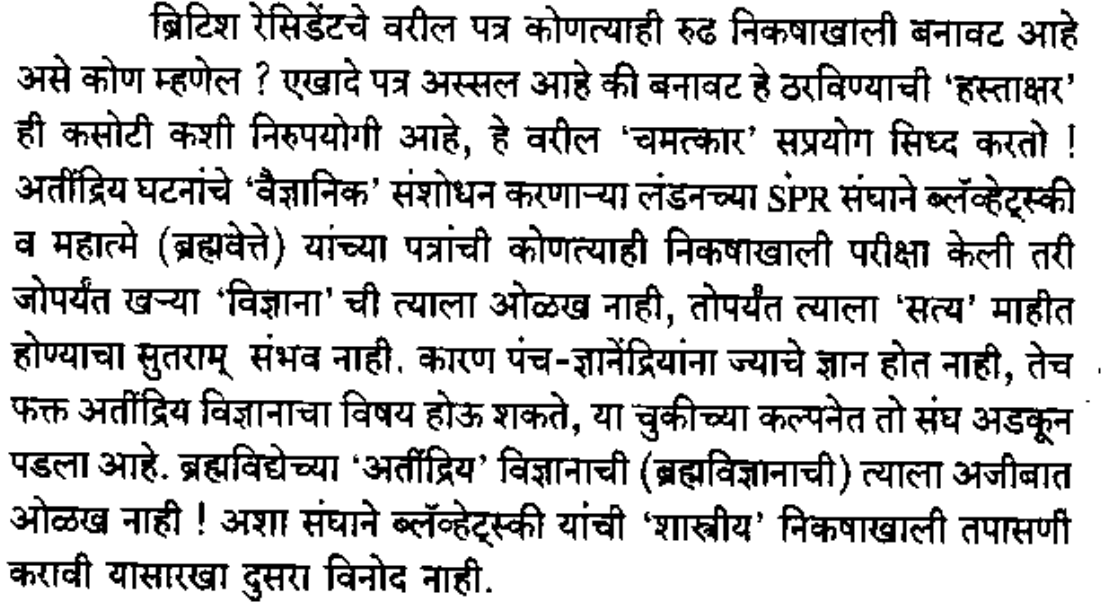 ब्रिटिश रेसिडेंटचे वरील पत्र कोणत्याही रुढ निकषाखाली बनावट आहे
असे कोण म्हणेल ? एखादे पत्र अस्सल आहे की बनावट हे ठरविण्याची ‘हस्ताक्षर’
ही कसोटी कशी निरुपयोगी आहे, हे वरील ‘चमत्कार’ सप्रयोग सिध्द करतो !
अतींद्रिय घटनांचे ‘वैज्ञानिक’ संशोधन करणाऱ्या लंडनच्या SPR संघाने ब्लॅव्हेट्स्की
व महात्मे (ब्रह्मवेत्ते) यांच्या पत्रांची कोणत्याही निकषाखाली परीक्षा केली तरी
जोपर्यंत खऱ्या ‘विज्ञाना’ ची त्याला ओळख नाही, तोपर्यंत त्याला ‘सत्य’ माहीत
होण्याचा सुतराम् संभव नाही. कारण पंच-ज्ञानेंद्रियांना ज्याचे ज्ञान होत नाही, तेच
फक्त अतींद्रिय विज्ञानाचा विषय होऊ शकते, या चुकीच्या कल्पनेत तो संघ अडकून
पडला आहे. ब्रह्मविद्येच्या ‘अतींद्रिय’ विज्ञानाची (ब्रह्मविज्ञानाची) त्याला अजीबात
ओळख नाही ! अशा संघाने ब्लॅव्हेट्स्की यांची ‘शास्त्रीय’ निकषाखाली तपासणी
करावी यासारखा दुसरा विनोद नाही.